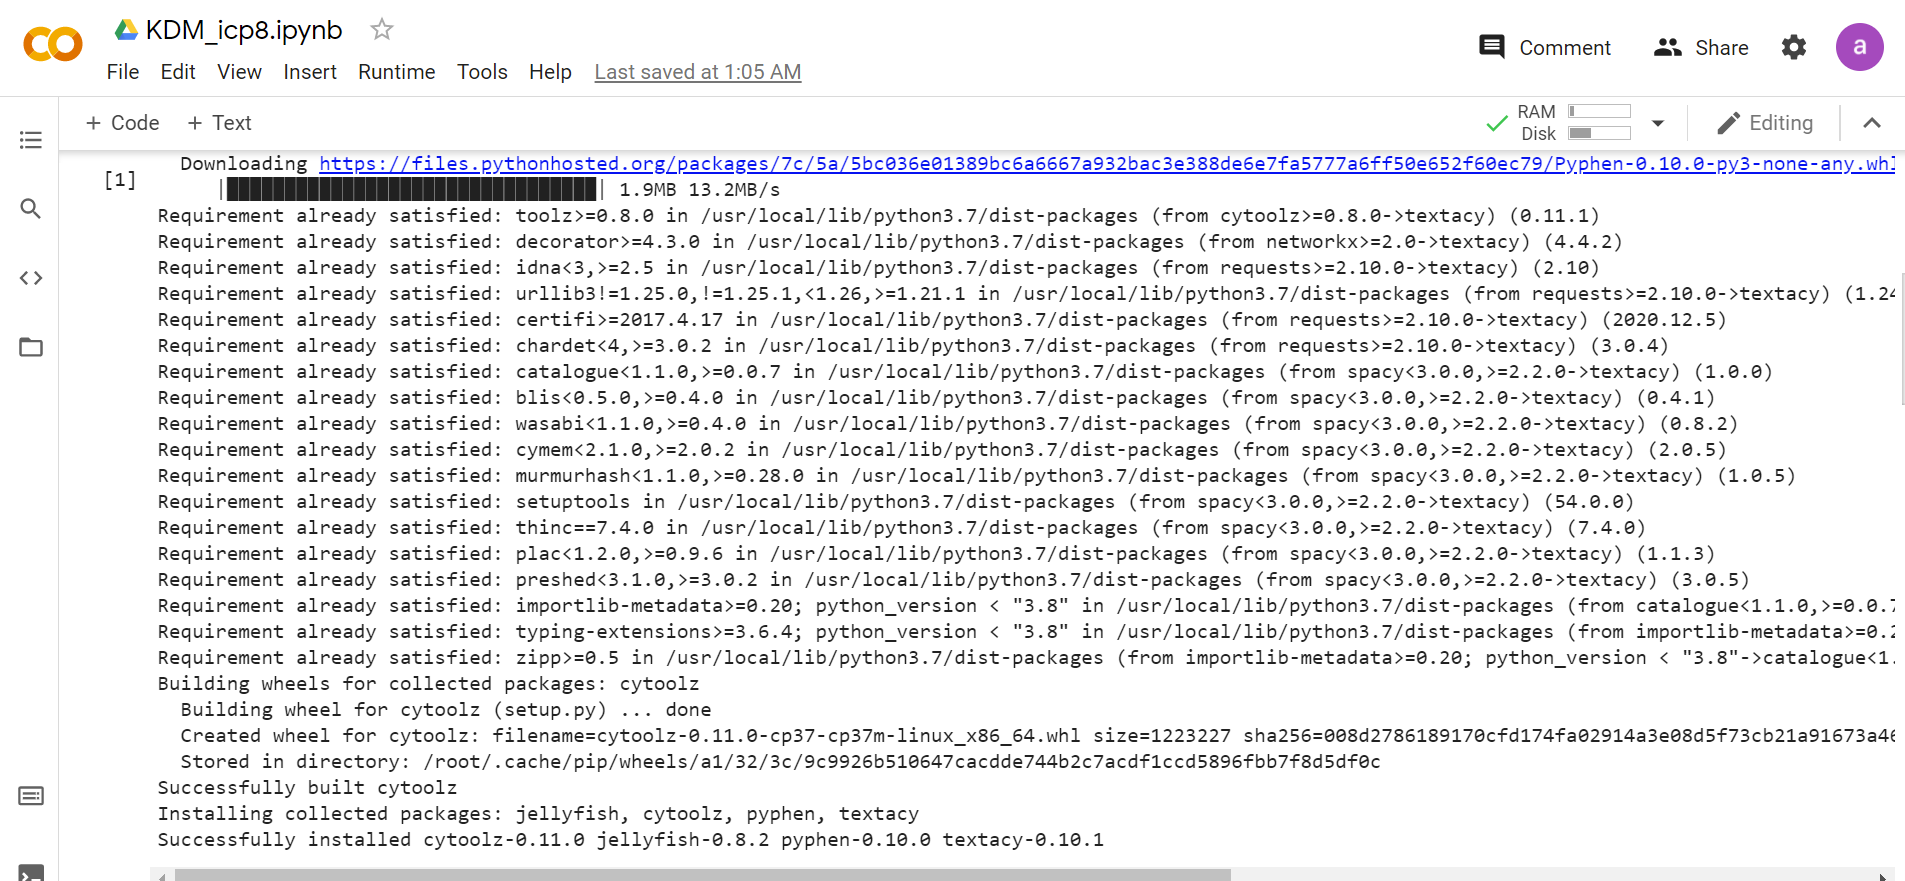 KDM_icp8.ipynb
File Edit View Insert Runtime Tools Help Last saved at 1:05 AM
Comment Share a
+ Code + Text RAM Disk Editing
Downloading https://files.pythonhosted.org/packages/7c/5a/5bc036e01389bc6a6667a932bac3e388de6e7fa5777a6ff50e652f60ec79/Pyphen-0.10.0-py3-none-any.whl
[1] |████████████████████████████████| 1.9MB 13.2MB/s
Requirement already satisfied: toolz>=0.8.0 in /usr/local/lib/python3.7/dist-packages (from cytoolz>=0.8.0->textacy) (0.11.1)
Requirement already satisfied: decorator>=4.3.0 in /usr/local/lib/python3.7/dist-packages (from networkx>=2.0->textacy) (4.4.2)
Requirement already satisfied: idna<3,>=2.5 in /usr/local/lib/python3.7/dist-packages (from requests>=2.10.0->textacy) (2.10)
Requirement already satisfied: urllib3!=1.25.0,!=1.25.1,<1.26,>=1.21.1 in /usr/local/lib/python3.7/dist-packages (from requests>=2.10.0->textacy) (1.24
Requirement already satisfied: certifi>=2017.4.17 in /usr/local/lib/python3.7/dist-packages (from requests>=2.10.0->textacy) (2020.12.5)
Requirement already satisfied: chardet<4,>=3.0.2 in /usr/local/lib/python3.7/dist-packages (from requests>=2.10.0->textacy) (3.0.4)
Requirement already satisfied: catalogue<1.1.0,>=0.0.7 in /usr/local/lib/python3.7/dist-packages (from spacy<3.0.0,>=2.2.0->textacy) (1.0.0)
Requirement already satisfied: blis<0.5.0,>=0.4.0 in /usr/local/lib/python3.7/dist-packages (from spacy<3.0.0,>=2.2.0->textacy) (0.4.1)
Requirement already satisfied: wasabi<1.1.0,>=0.4.0 in /usr/local/lib/python3.7/dist-packages (from spacy<3.0.0,>=2.2.0->textacy) (0.8.2)
Requirement already satisfied: cymem<2.1.0,>=2.0.2 in /usr/local/lib/python3.7/dist-packages (from spacy<3.0.0,>=2.2.0->textacy) (2.0.5)
Requirement already satisfied: murmurhash<1.1.0,>=0.28.0 in /usr/local/lib/python3.7/dist-packages (from spacy<3.0.0,>=2.2.0->textacy) (1.0.5)
Requirement already satisfied: setuptools in /usr/local/lib/python3.7/dist-packages (from spacy<3.0.0,>=2.2.0->textacy) (54.0.0)
Requirement already satisfied: thinc==7.4.0 in /usr/local/lib/python3.7/dist-packages (from spacy<3.0.0,>=2.2.0->textacy) (7.4.0)
Requirement already satisfied: plac<1.2.0,>=0.9.6 in /usr/local/lib/python3.7/dist-packages (from spacy<3.0.0,>=2.2.0->textacy) (1.1.3)
Requirement already satisfied: preshed<3.1.0,>=3.0.2 in /usr/local/lib/python3.7/dist-packages (from spacy<3.0.0,>=2.2.0->textacy) (3.0.5)
Requirement already satisfied: importlib-metadata>=0.20; python_version < "3.8" in /usr/local/lib/python3.7/dist-packages (from catalogue<1.1.0,>=0.0.7
Requirement already satisfied: typing-extensions>=3.6.4; python_version < "3.8" in /usr/local/lib/python3.7/dist-packages (from importlib-metadata>=0.2
Requirement already satisfied: zipp>=0.5 in /usr/local/lib/python3.7/dist-packages (from importlib-metadata>=0.20; python_version < "3.8"->catalogue<1.
Building wheels for collected packages: cytoolz
Building wheel for cytoolz (setup.py) ... done
Created wheel for cytoolz: filename=cytoolz-0.11.0-cp37-cp37m-linux_x86_64.whl size=1223227 sha256=008d2786189170cfd174fa02914a3e08d5f73cb21a91673a46
Stored in directory: /root/.cache/pip/wheels/a1/32/3c/9c9926b510647cacdde744b2c7acdf1ccd5896fbb7f8d5df0c
Successfully built cytoolz
Installing collected packages: jellyfish, cytoolz, pyphen, textacy
Successfully installed cytoolz-0.11.0 jellyfish-0.8.2 pyphen-0.10.0 textacy-0.10.1